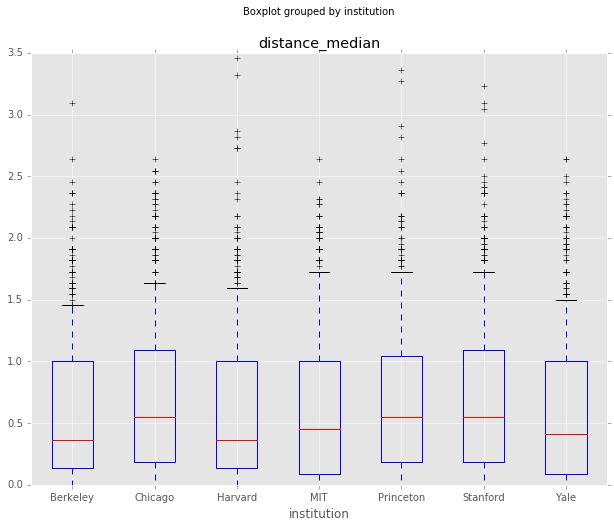 Boxplot grouped by institution
distance_median
3.5
3.0
2.5
2.0
1.5
1.0
0.5
0.0
Berkeley Chicago Harvard MIT Princeton Stanford Yale
institution